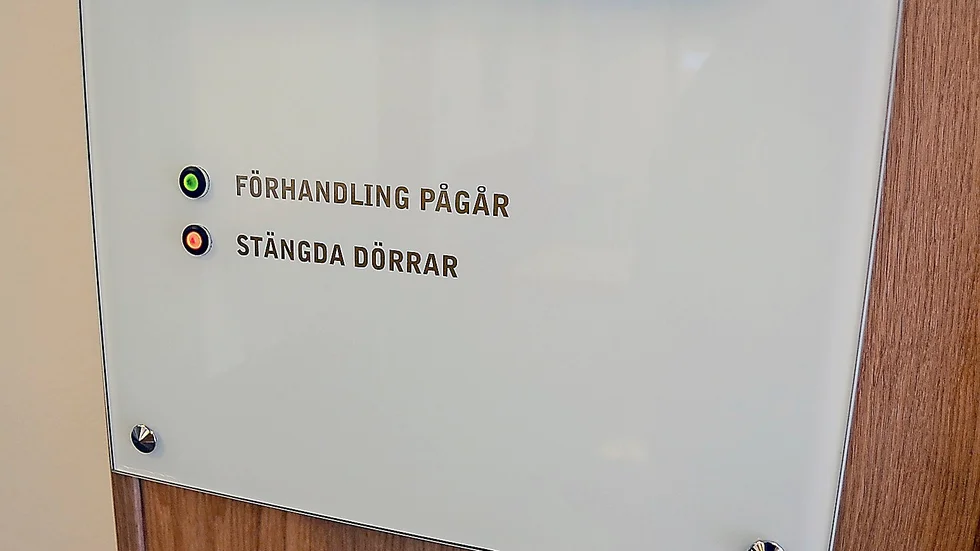 FÖRHANDLING PÅGÅR
STÄNGDA DÖRRAR